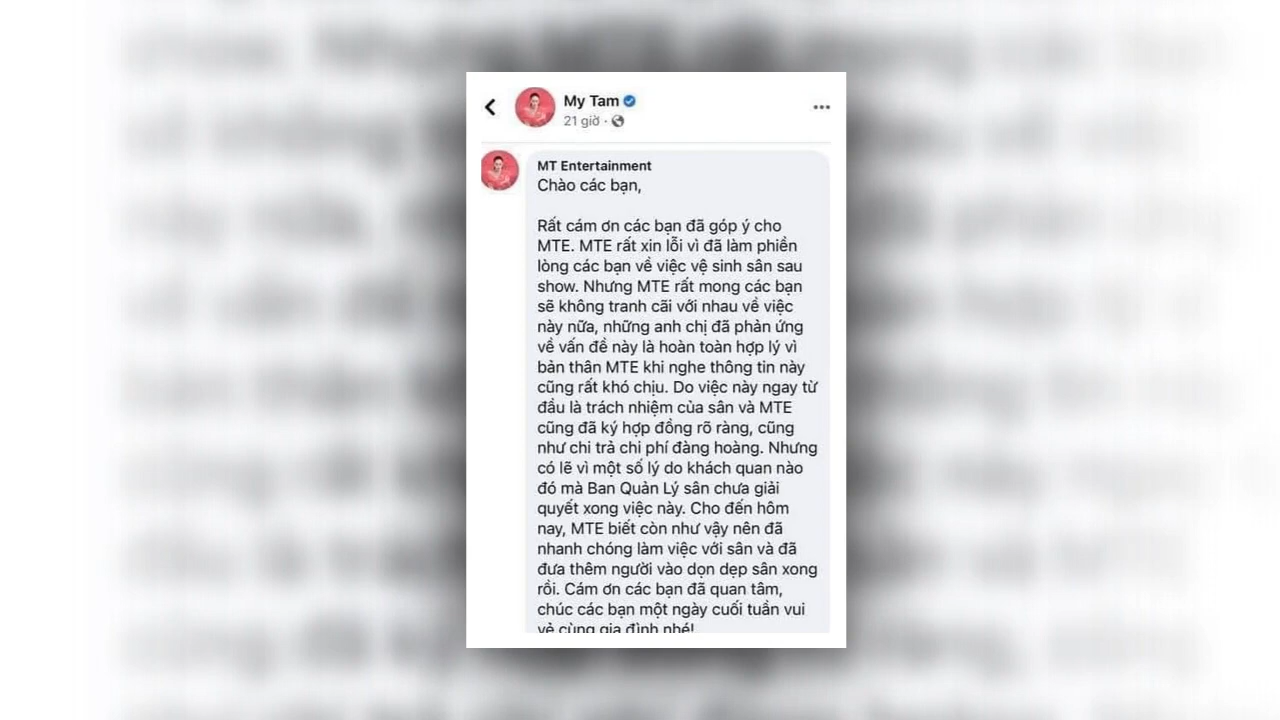 My Tam
21 giờ
MT Entertainment
Chào các bạn,
Rất cám ơn các bạn đã góp ý cho
MTE. MTE rất xin lỗi vì đã làm phiền
lòng các bạn về việc vệ sinh sân sau
show. Nhưng MTE rất mong các bạn
sẽ không tranh cãi với nhau về việc
này nữa, những anh chị đã phản ứng
về vấn đề này là hoàn toàn hợp lý vì
bản thân MTE khi nghe thông tin này
cũng rất khó chịu. Do việc này ngay từ
đầu là trách nhiệm của sân và MTE
cũng đã ký hợp đồng rõ ràng, cũng
như chi trả chi phí đàng hoàng. Nhưng
có lẽ vì một số lý do khách quan nào
đó mà Ban Quản Lý sân chưa giải
quyết xong việc này. Cho đến hôm
nay, MTE biết còn như vậy nên đã
nhanh chóng làm việc với sân và đã
đưa thêm người vào dọn dẹp sân xong
rồi. Cám ơn các bạn đã quan tâm,
chúc các bạn một ngày cuối tuần vui
vẻ cùng gia đình nhé!